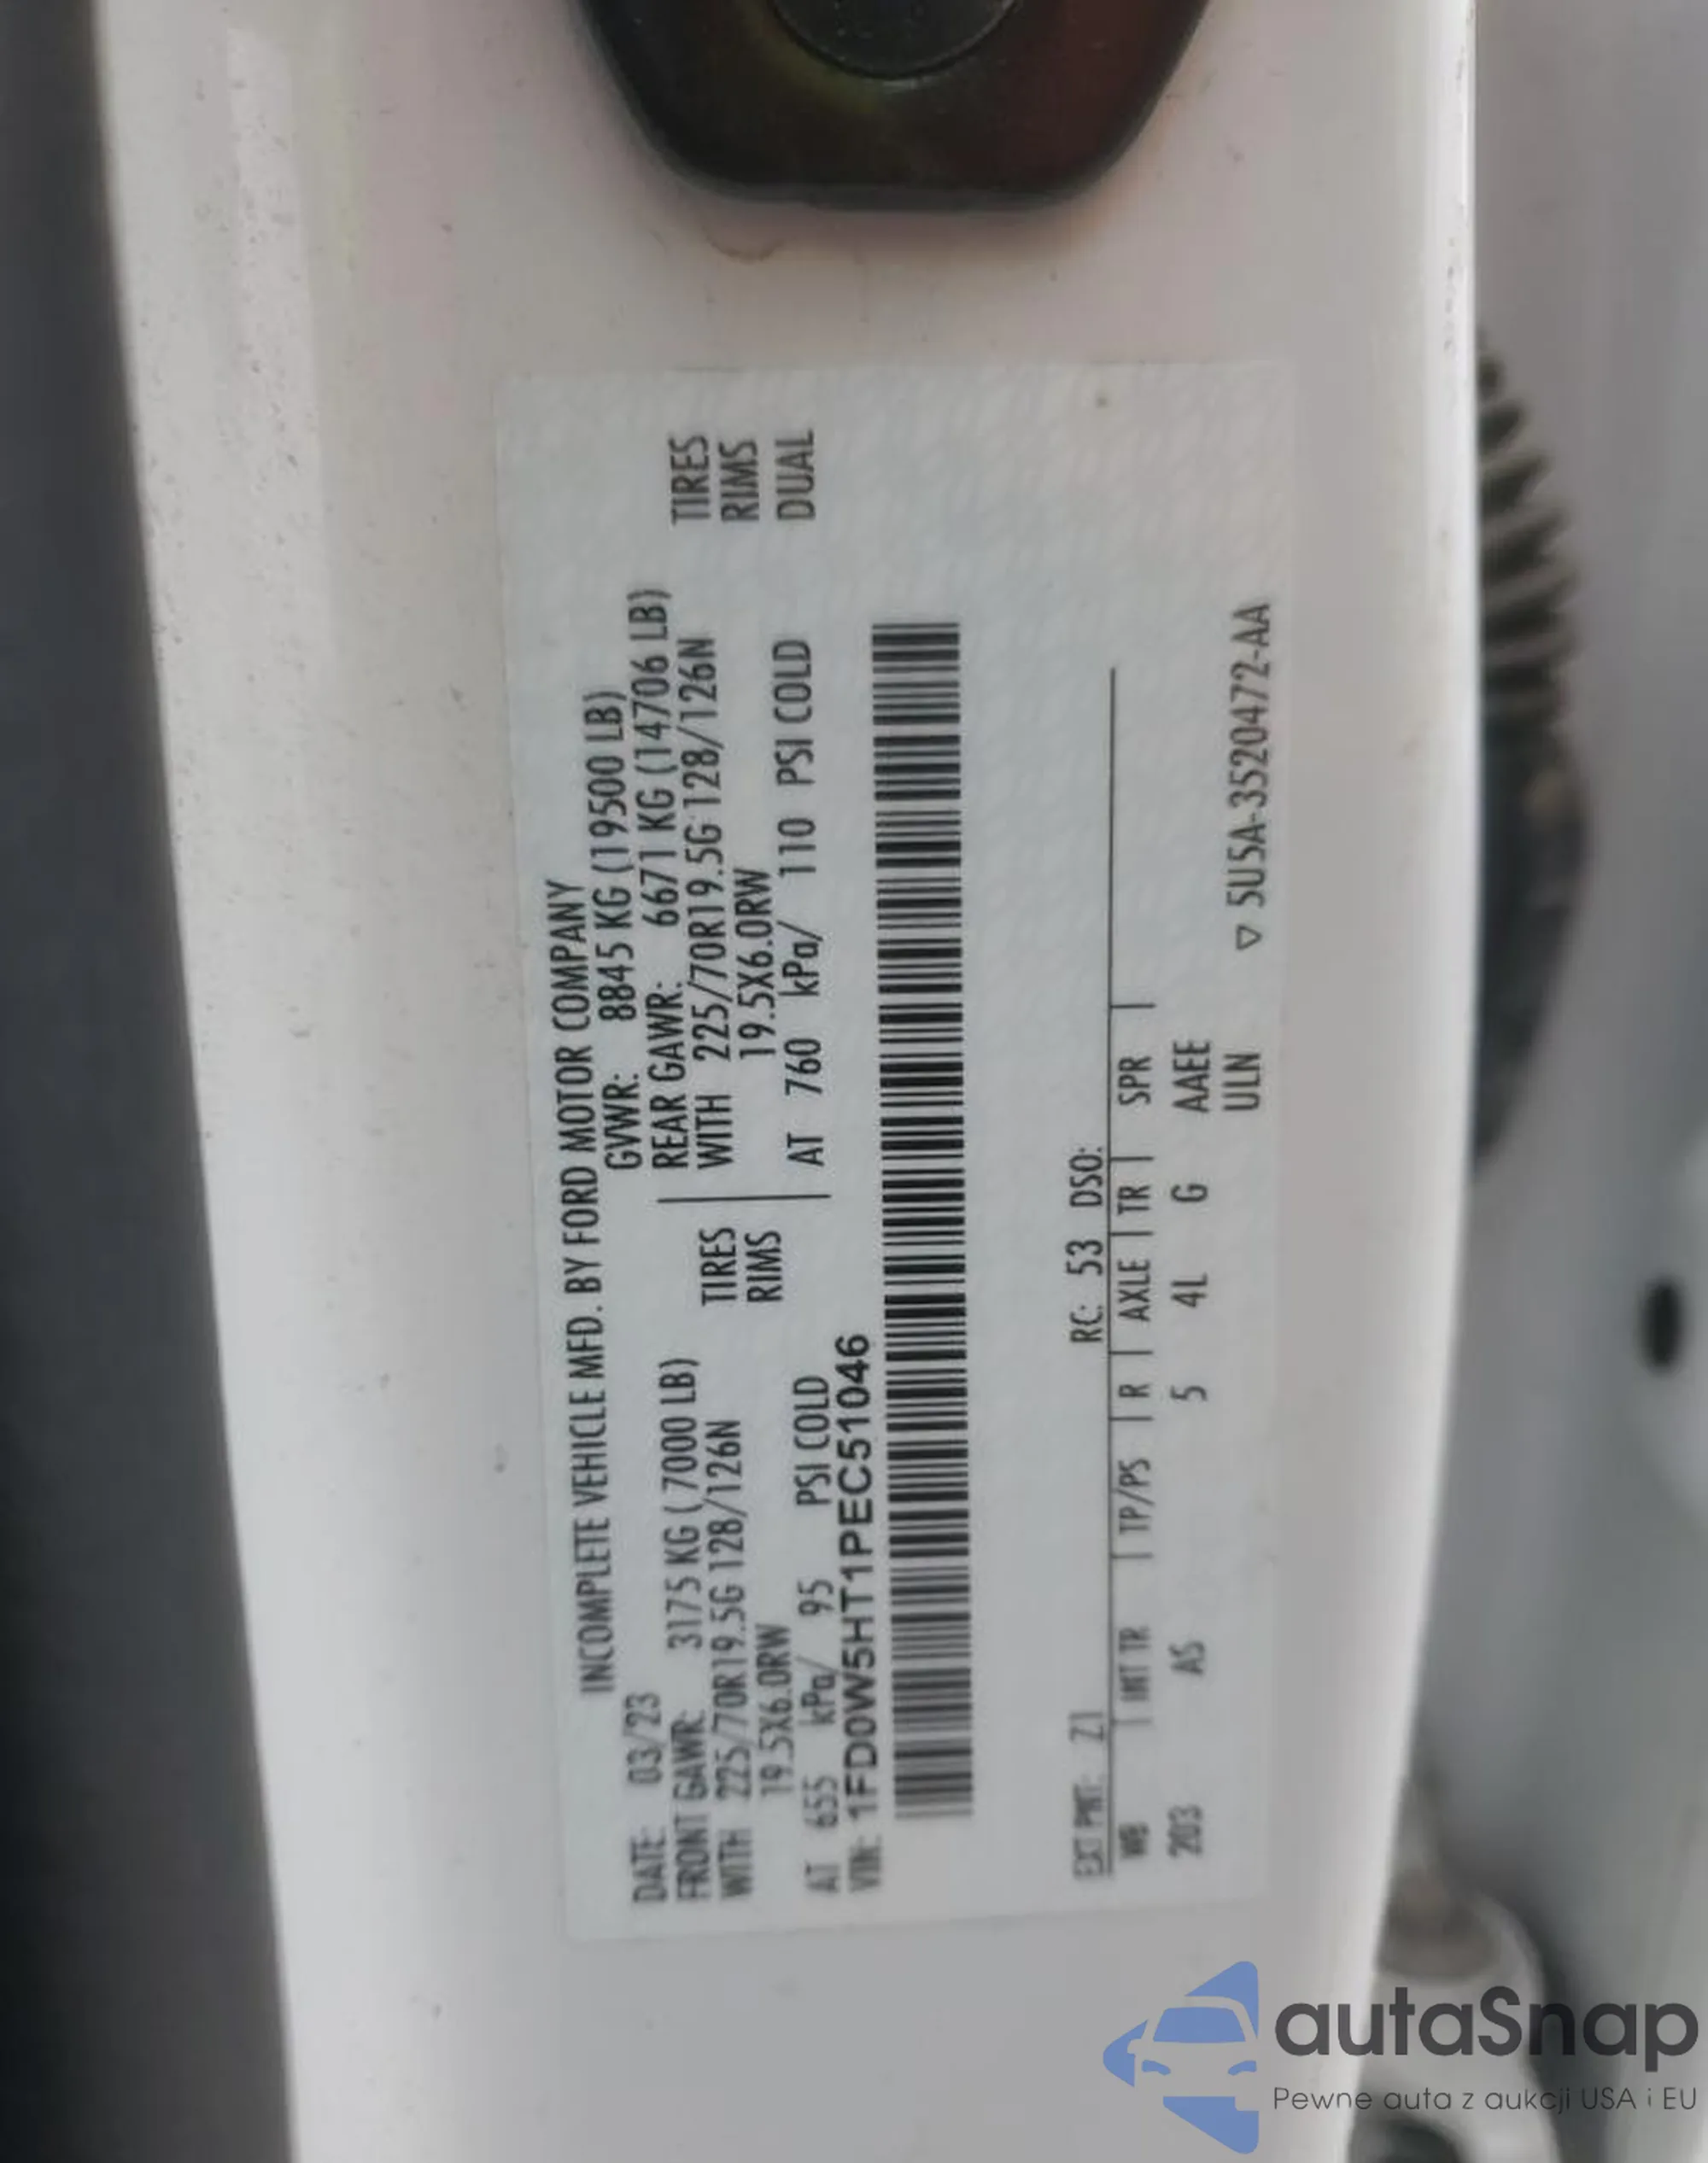 INCOMPLETE VEHICLE MFD. BY FORD MOTOR COMPANY
DATE: 03/23 GVWR: 8845 KG (19500 LB)
FRONT GAWR: 3175 KG ( 7000 LB) REAR GAWR: 6671 KG (14706 LB)
WITH 225/70R19.5G 128/126N TIRES WITH 225/70R19.5G 128/126N TIRES
19.5X6.0RW RIMS 19.5X6.0RW RIMS
AT 655 kPa/ 95 PSI COLD AT 760 kPa/ 110 PSI COLD DUAL
VIN: 1FD0W5HT1PEC51046
EXT PNT: Z1 RC: 53 DSO:
WB | INT TR | TP/PS | R | AXLE | TR | SPR |
203 AS 5 4L G AAEE
ULN ▽ 5U5A-3520472-AA
autaSnap
Pewne auta z aukcji USA i EU